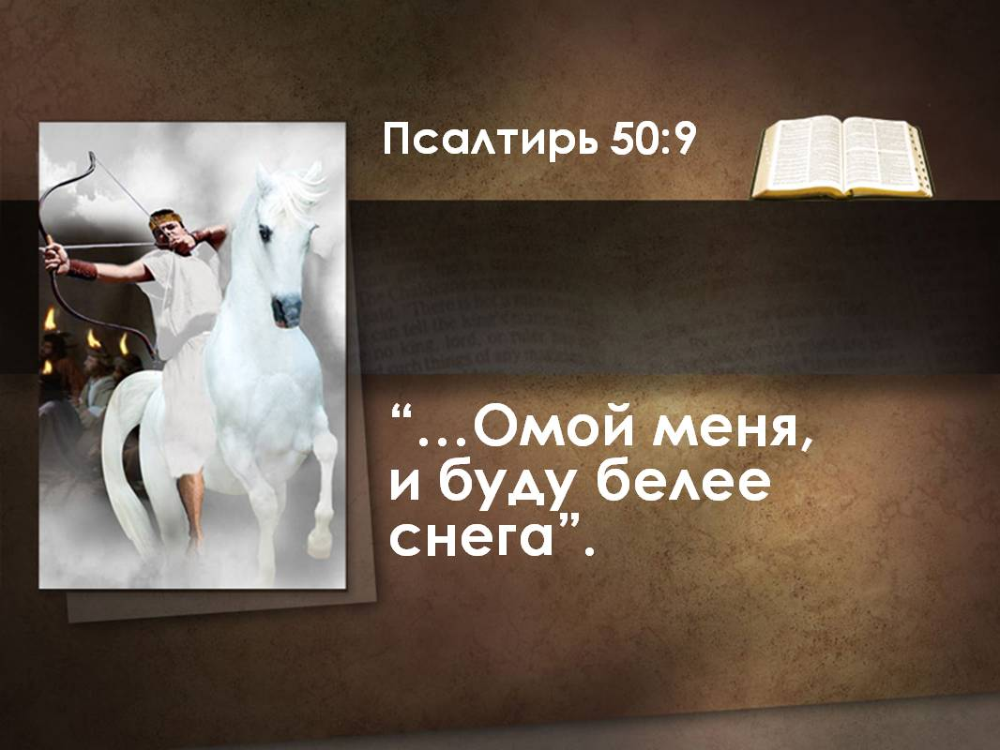 Псалтирь 50:9
“...Омой меня,
и буду белее
снега”.